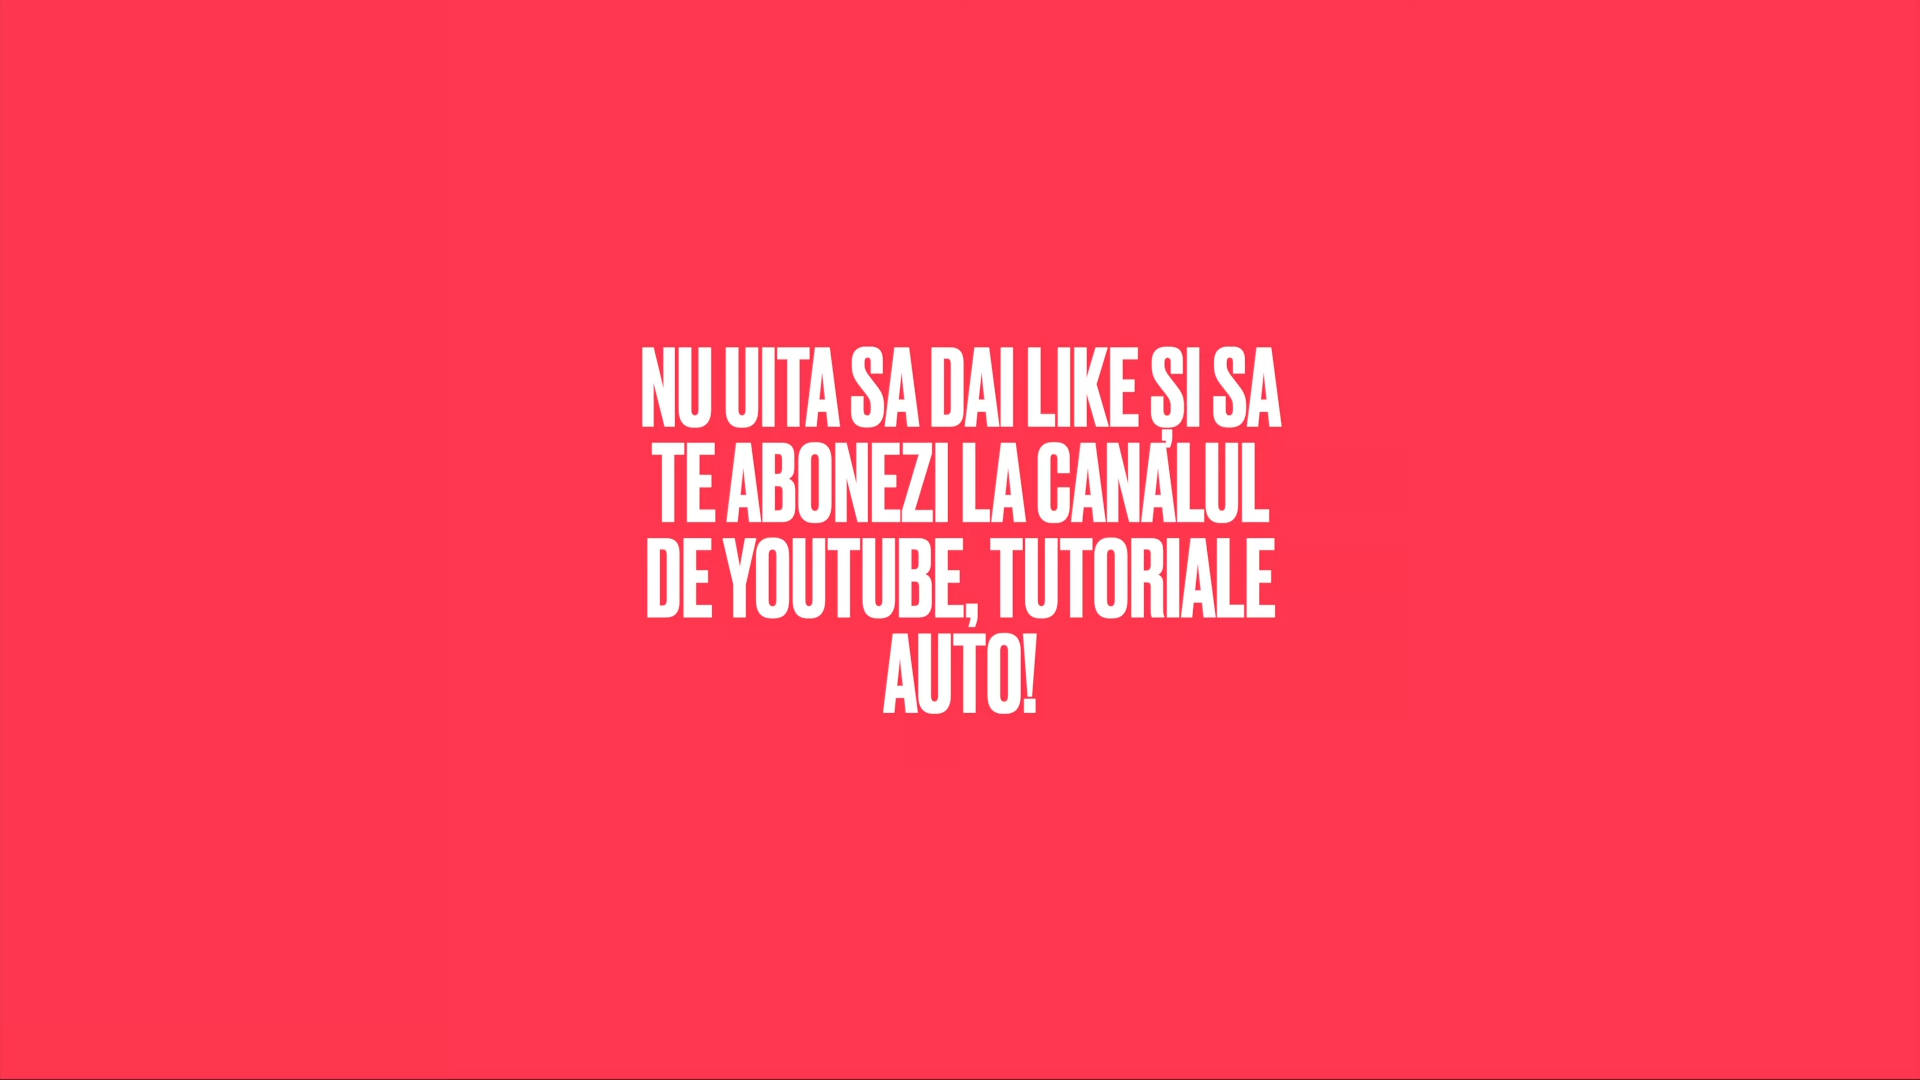 NU UITA SA DAI LIKE ȘI SA
TE ABONEZI LA CANALUL
DE YOUTUBE, TUTORIALE
AUTO!